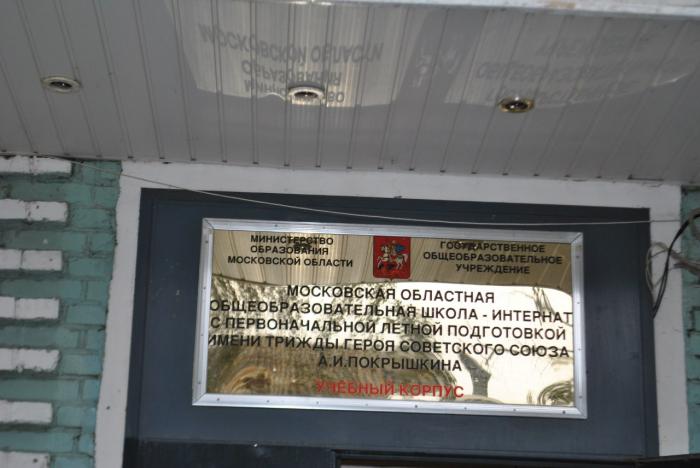 МИНИСТЕРСТВО
ОБРАЗОВАНИЯ
МОСКОВСКОЙ ОБЛАСТИ
ГОСУДАРСТВЕННОЕ
ОБЩЕОБРАЗОВАТЕЛЬНОЕ
УЧРЕЖДЕНИЕ
МОСКОВСКАЯ ОБЛАСТНАЯ
ОБЩЕОБРАЗОВАТЕЛЬНАЯ ШКОЛА - ИНТЕРНАТ
С ПЕРВОНАЧАЛЬНОЙ ЛЕТНОЙ ПОДГОТОВКОЙ
ИМЕНИ ТРИЖДЫ ГЕРОЯ СОВЕТСКОГО СОЮЗА
А.И.ПОКРЫШКИНА
УЧЕБНЫЙ КОРПУС